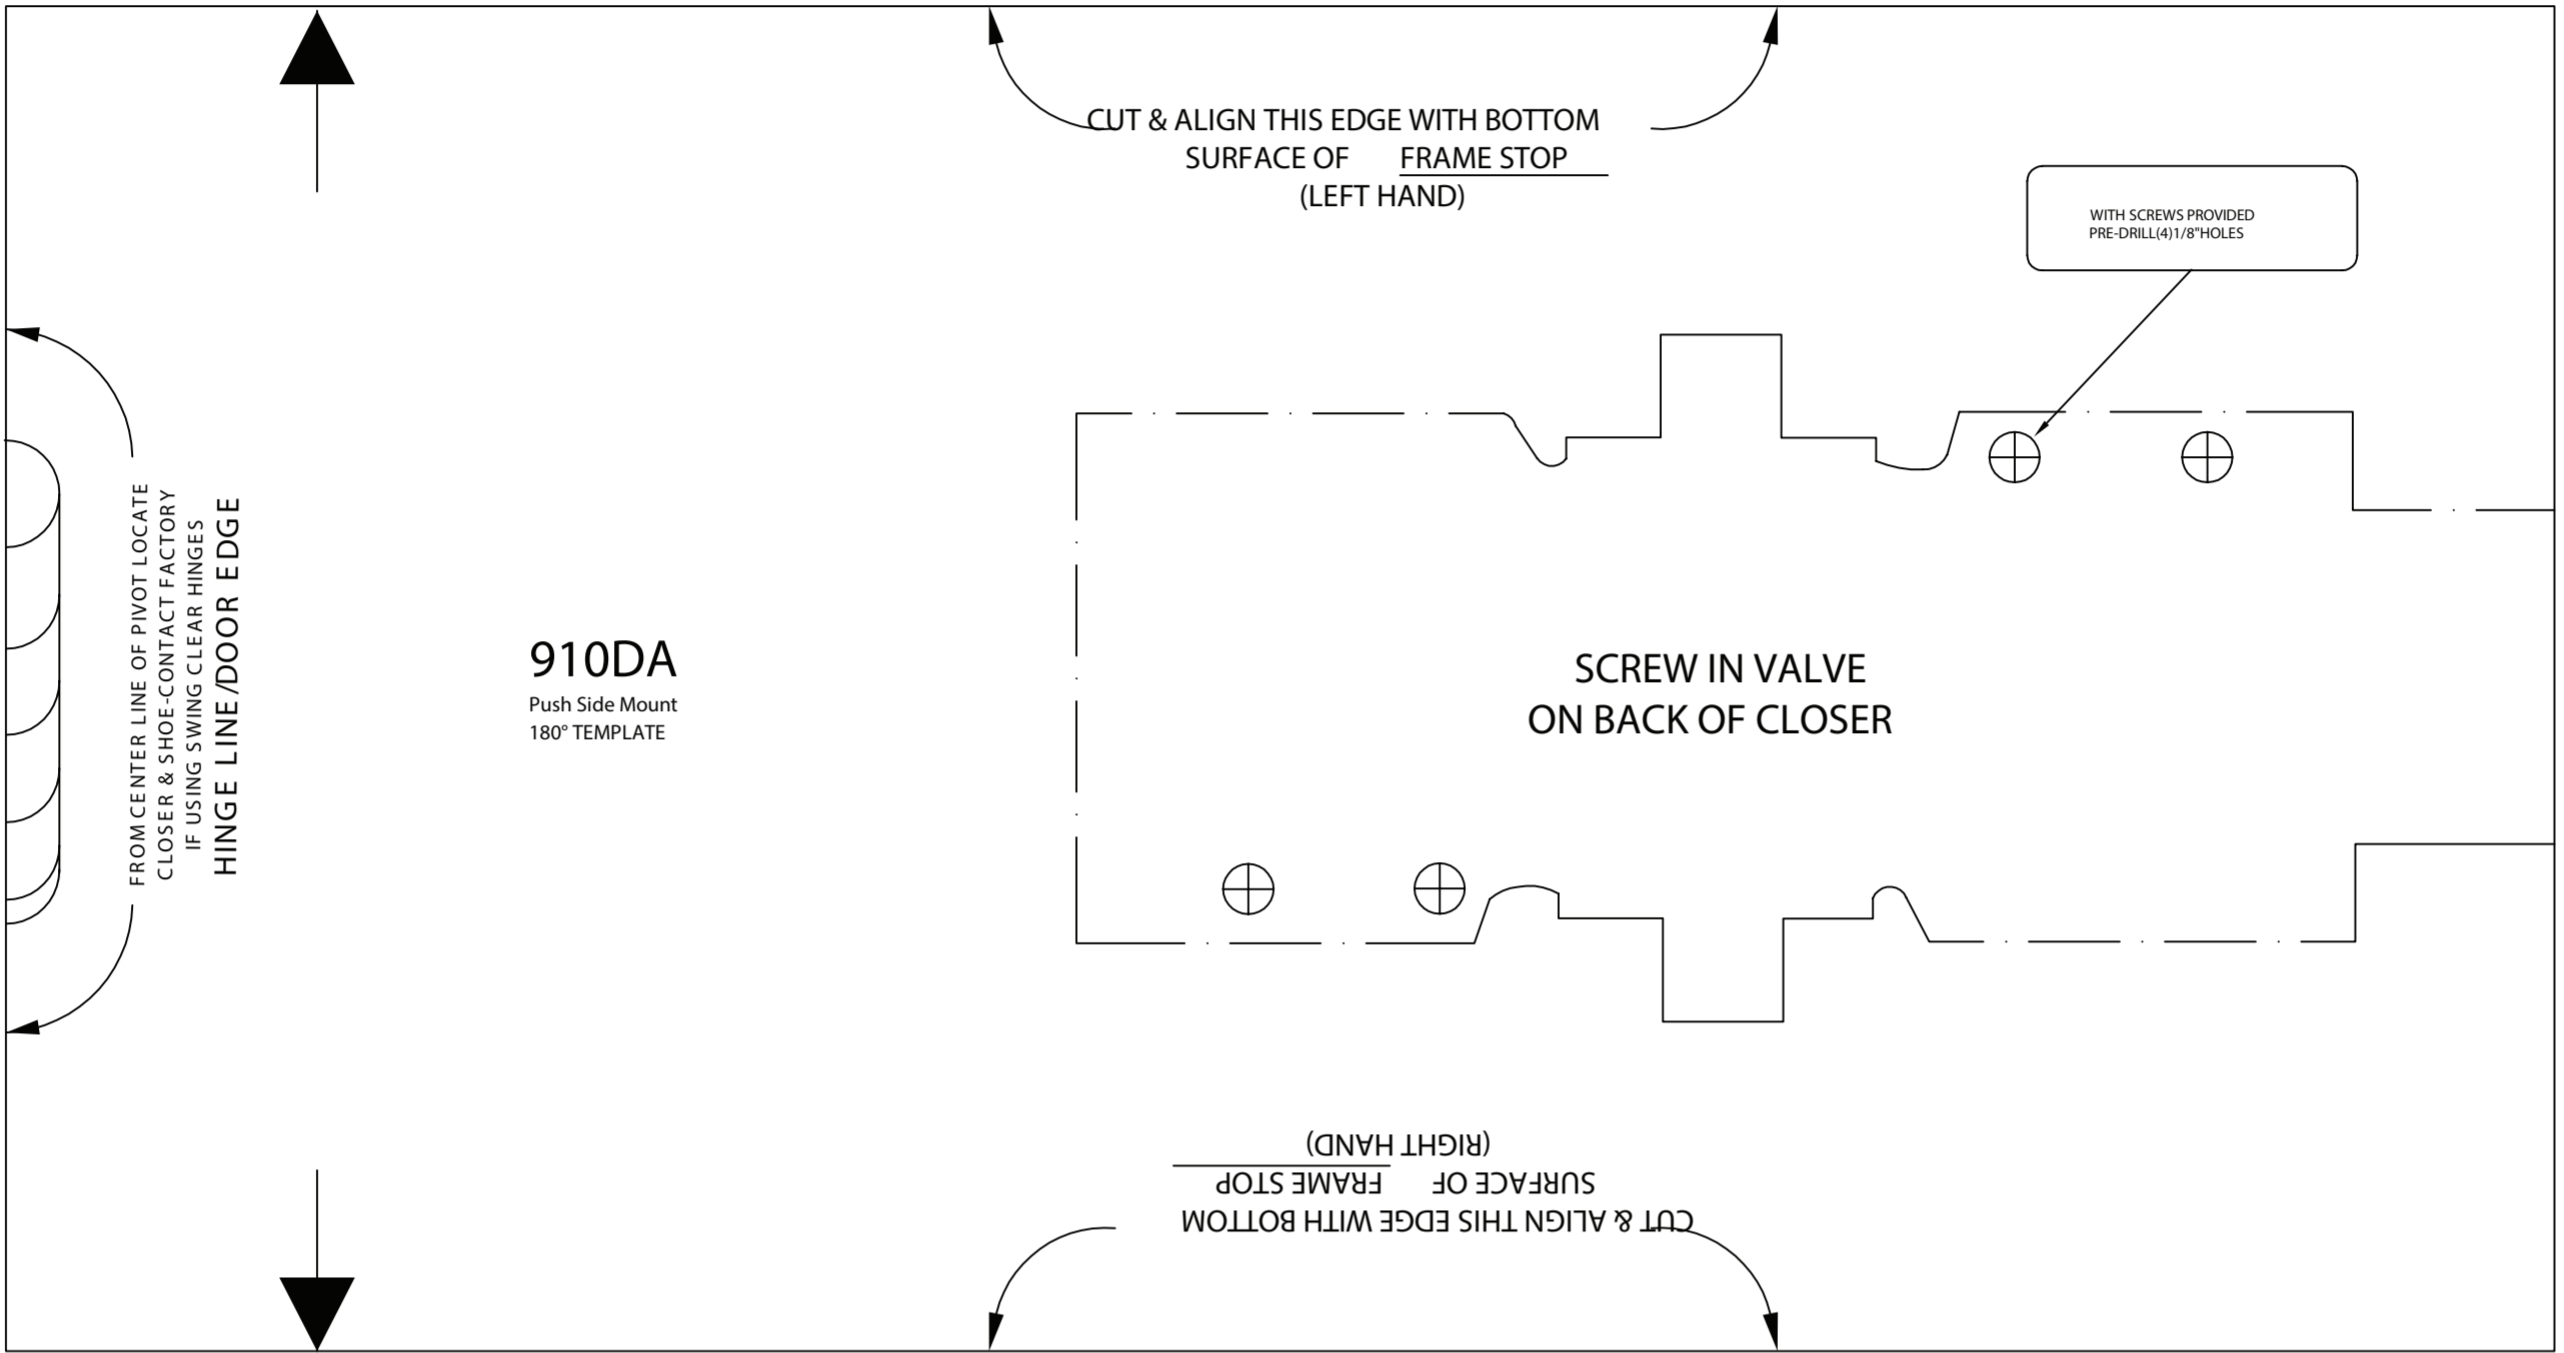 CUT & ALIGN THIS EDGE WITH BOTTOM
SURFACE OF FRAME STOP
(LEFT HAND)
WITH SCREWS PROVIDED
PRE-DRILL(4)1/8"HOLES
FROM CENTER LINE OF PIVOT LOCATE
CLOSER & SHOE-CONTACT FACTORY
IF USING SWING CLEAR HINGES
HINGE LINE/DOOR EDGE
910DA
Push Side Mount
180° TEMPLATE
SCREW IN VALVE
ON BACK OF CLOSER
CUT & ALIGN THIS EDGE WITH BOTTOM
SURFACE OF FRAME STOP
(RIGHT HAND)